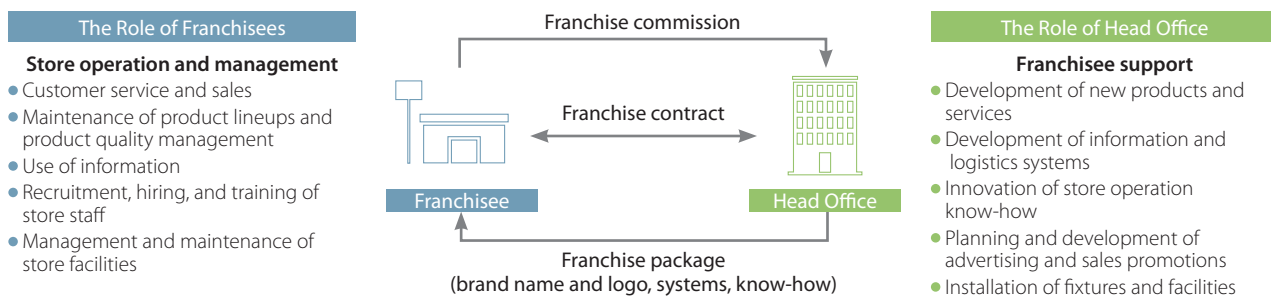 The Role of Franchisees
Store operation and management
● Customer service and sales
● Maintenance of product lineups and
product quality management
● Use of information
● Recruitment, hiring, and training of
store staff
● Management and maintenance of
store facilities
Franchise commission
Franchise contract
Franchisee
Head Office
Franchise package
(brand name and logo, systems, know-how)
The Role of Head Office
Franchisee support
● Development of new products and
services
● Development of information and
logistics systems
● Innovation of store operation
know-how
● Planning and development of
advertising and sales promotions
● Installation of fixtures and facilities